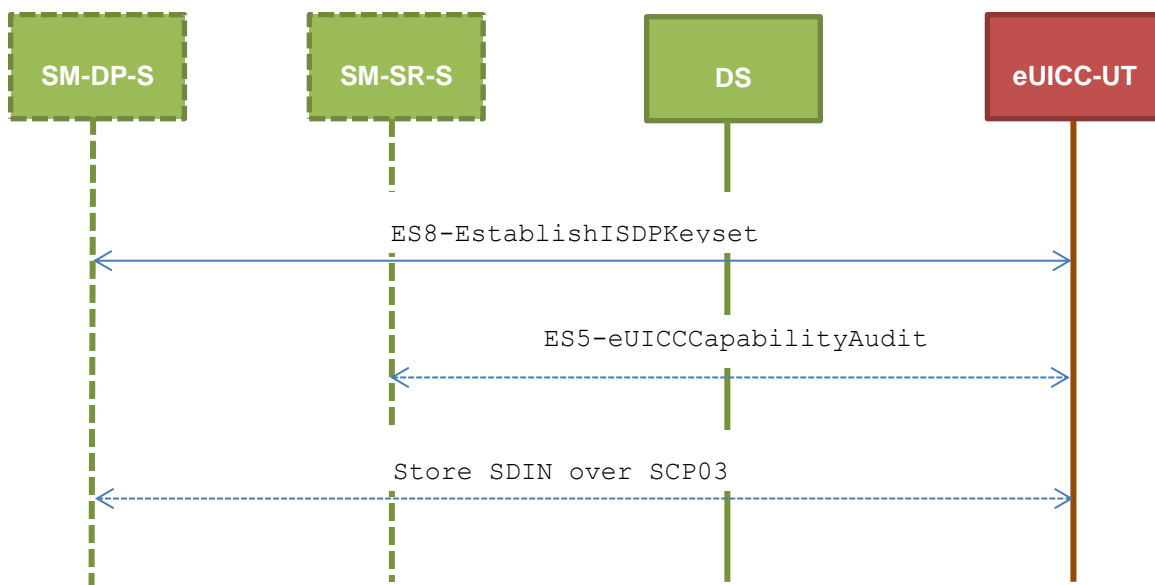 SM-DP-S
SM-SR-S
DS
eUICC-UT
ES8-EstablishISDPKeyset
ES5-eUICCCapabilityAudit
Store SDIN over SCP03